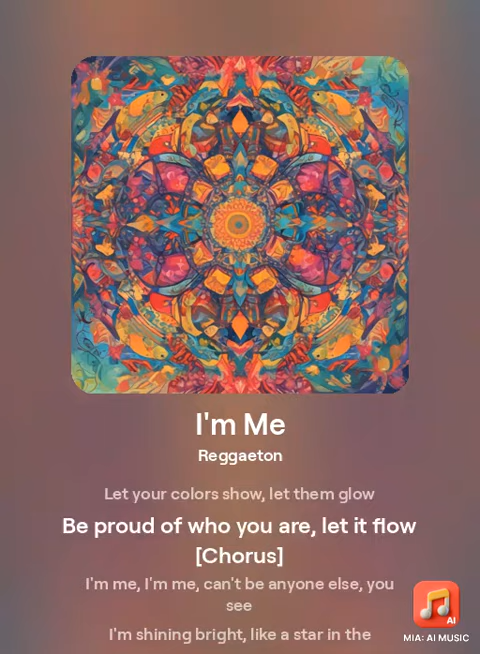 I'm Me
Reggaeton
Let your colors show, let them glow
Be proud of who you are, let it flow
[Chorus]
I'm me, I'm me, can't be anyone else, you
see
I'm shining bright, like a star in the
AI
MIA: AI MUSIC